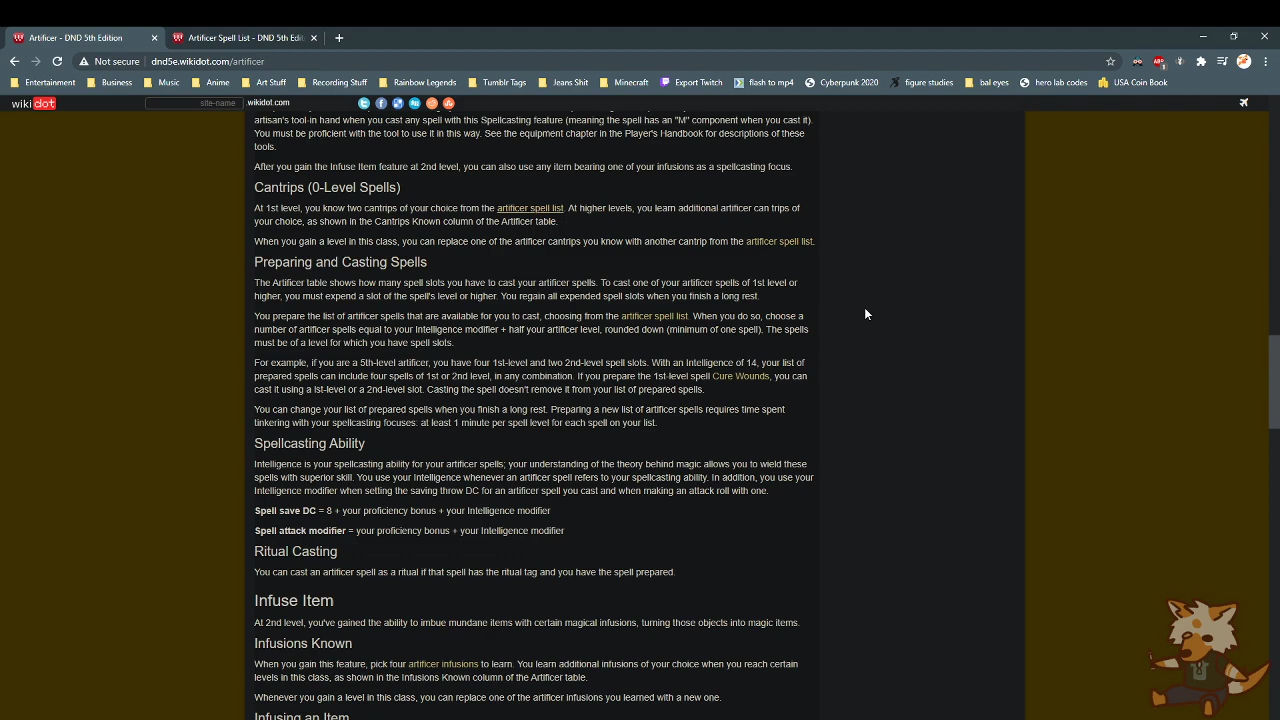 Artificer - DND 5th Edition
Artificer Spell List - DND 5th Edit
Not secure
dnd5e.wikidot.com/artificer
Entertainment
Business
Music
Anime
Art Stuff
Recording Stuff
Rainbow Legends
Tumblr Tags
Jeans Shit
Minecraft
Export Twitch
flash to mp4
Cyberpunk 2020
figure studies
bal eyes
hero lab codes
USA Coin Book
wikidot
site-name
.wikidot.com
artisan's tool-in hand when you cast any spell with this Spellcasting feature (meaning the spell has an "M" component when you cast it).
You must be proficient with the tool to use it in this way. See the equipment chapter in the Player's Handbook for descriptions of these
tools.
After you gain the Infuse Item feature at 2nd level, you can also use any item bearing one of your infusions as a spellcasting focus.
Cantrips (0-Level Spells)
At 1st level, you know two cantrips of your choice from the artificer spell list. At higher levels, you learn additional artificer can trips of
your choice, as shown in the Cantrips Known column of the Artificer table.
When you gain a level in this class, you can replace one of the artificer cantrips you know with another cantrip from the artificer spell list.
Preparing and Casting Spells
The Artificer table shows how many spell slots you have to cast your artificer spells. To cast one of your artificer spells of 1st level or
higher, you must expend a slot of the spell's level or higher. You regain all expended spell slots when you finish a long rest.
You prepare the list of artificer spells that are available for you to cast, choosing from the artificer spell list. When you do so, choose a
number of artificer spells equal to your Intelligence modifier + half your artificer level, rounded down (minimum of one spell). The spells
must be of a level for which you have spell slots.
For example, if you are a 5th-level artificer, you have four 1st-level and two 2nd-level spell slots. With an Intelligence of 14, your list of
prepared spells can include four spells of 1st or 2nd level, in any combination. If you prepare the 1st-level spell Cure Wounds, you can
cast it using a Ist-level or a 2nd-level slot. Casting the spell doesn't remove it from your list of prepared spells.
You can change your list of prepared spells when you finish a long rest. Preparing a new list of artificer spells requires time spent
tinkering with your spellcasting focuses: at least 1 minute per spell level for each spell on your list.
Spellcasting Ability
Intelligence is your spellcasting ability for your artificer spells; your understanding of the theory behind magic allows you to wield these
spells with superior skill. You use your Intelligence whenever an artificer spell refers to your spellcasting ability. In addition, you use your
Intelligence modifier when setting the saving throw DC for an artificer spell you cast and when making an attack roll with one.
Spell save DC = 8 + your proficiency bonus + your Intelligence modifier
Spell attack modifier = your proficiency bonus + your Intelligence modifier
Ritual Casting
You can cast an artificer spell as a ritual if that spell has the ritual tag and you have the spell prepared.
Infuse Item
At 2nd level, you've gained the ability to imbue mundane items with certain magical infusions, turning those objects into magic items.
Infusions Known
When you gain this feature, pick four artificer infusions to learn. You learn additional infusions of your choice when you reach certain
levels in this class, as shown in the Infusions Known column of the Artificer table.
Whenever you gain a level in this class, you can replace one of the artificer infusions you learned with a new one.
Infusing an Item